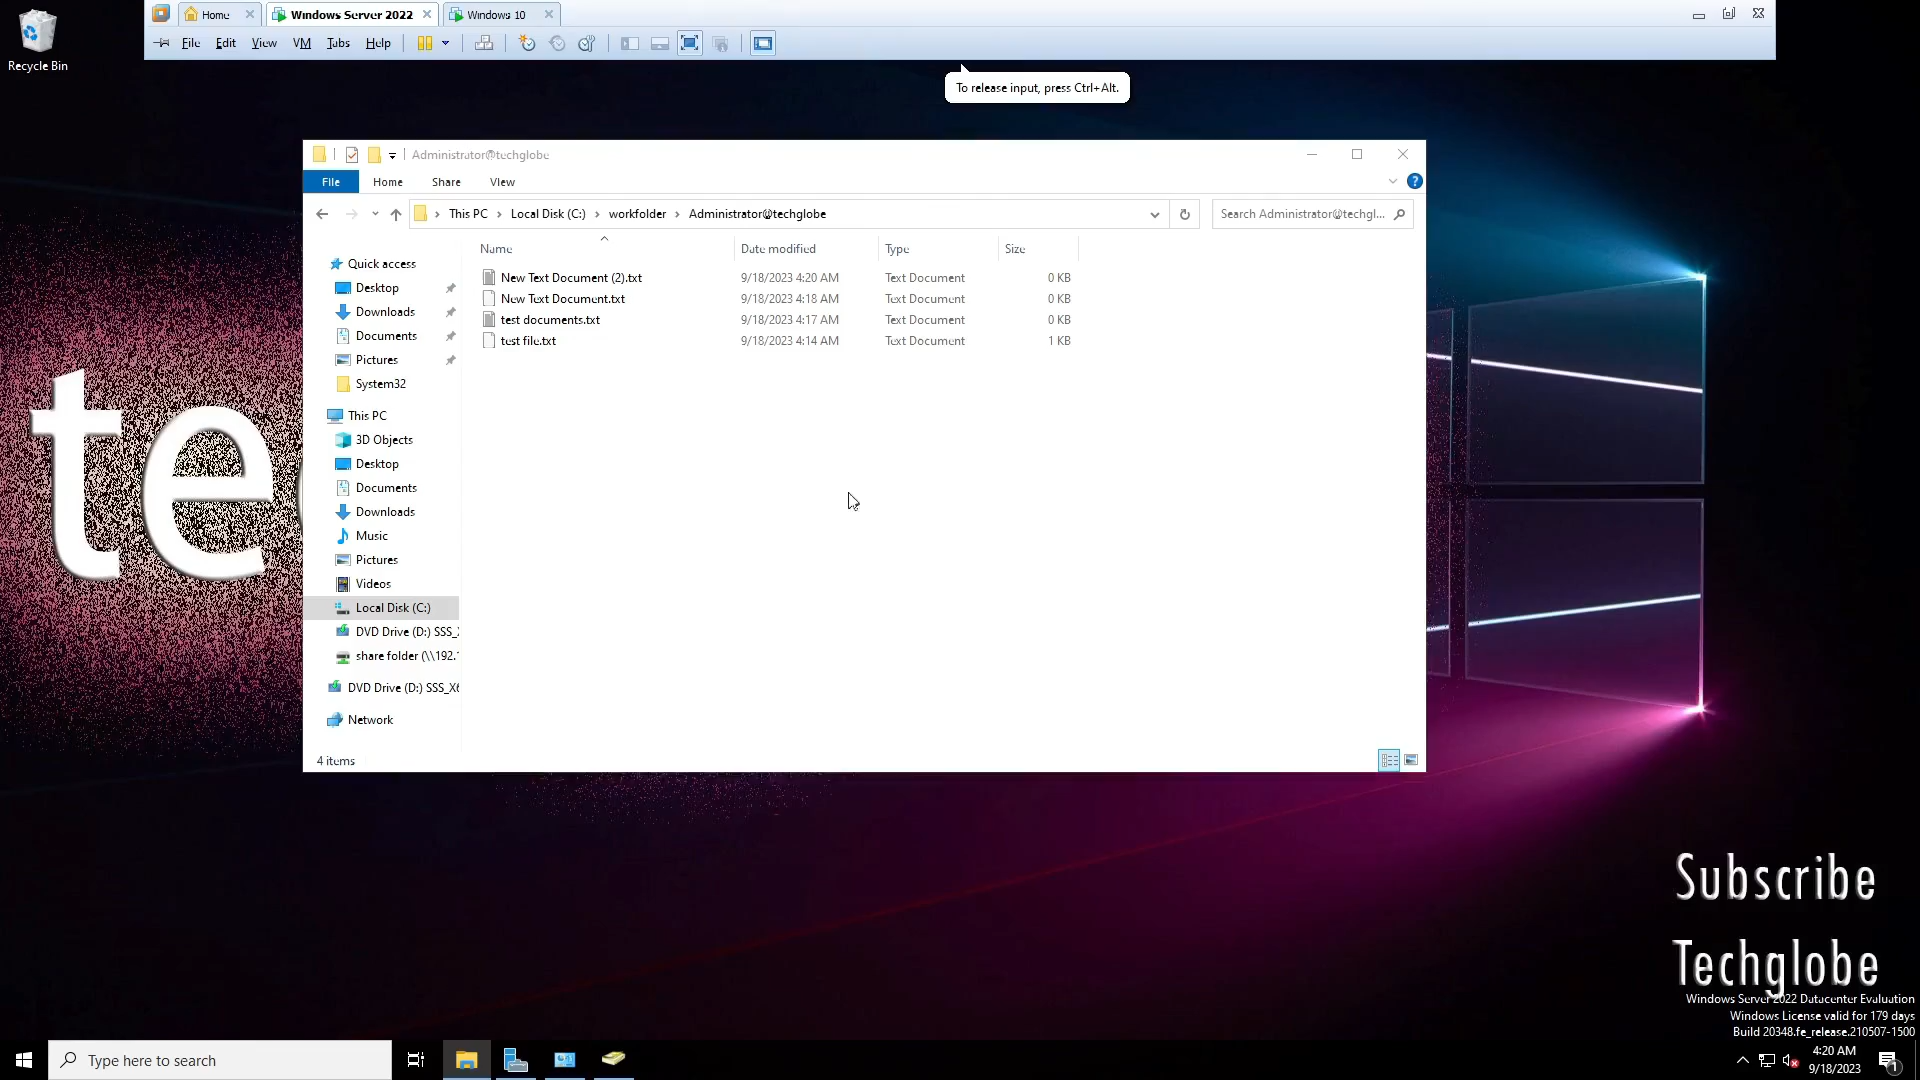 Home
Windows Server 2022
Windows 10
File Edit View VM Tabs Help
Recycle Bin
To release input, press Ctrl+Alt.
Administrator@techglobe
File Home Share View
This PC Local Disk (C:) workfolder Administrator@techglobe
Search Administrator@techgl...
Name Date modified Type Size
New Text Document (2).txt 9/18/2023 4:20 AM Text Document 0 KB
New Text Document.txt 9/18/2023 4:18 AM Text Document 0 KB
test documents.txt 9/18/2023 4:17 AM Text Document 0 KB
test file.txt 9/18/2023 4:14 AM Text Document 1 KB
Quick access
Desktop
Downloads
Documents
Pictures
System32
This PC
3D Objects
Desktop
Documents
Downloads
Music
Pictures
Videos
Local Disk (C:)
DVD Drive (D:) SSS_X
share folder (\\192.1
DVD Drive (D:) SSS_X6
Network
4 items
te
Subscribe
Techglobe
Windows Server 2022 Datacenter Evaluation
Windows License valid for 179 days
Build 20348.fe_release.210507-1500
Type here to search
4:20 AM
9/18/2023
1